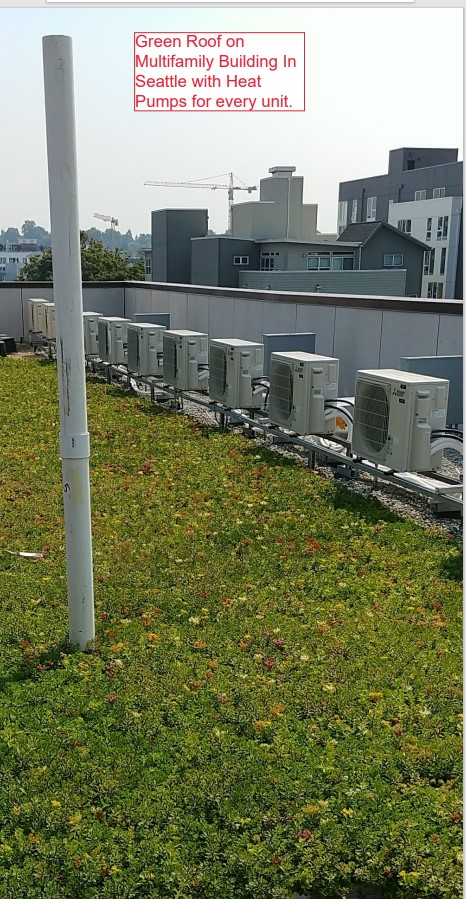 Green Roof on
Multifamily Building In
Seattle with Heat
Pumps for every unit.